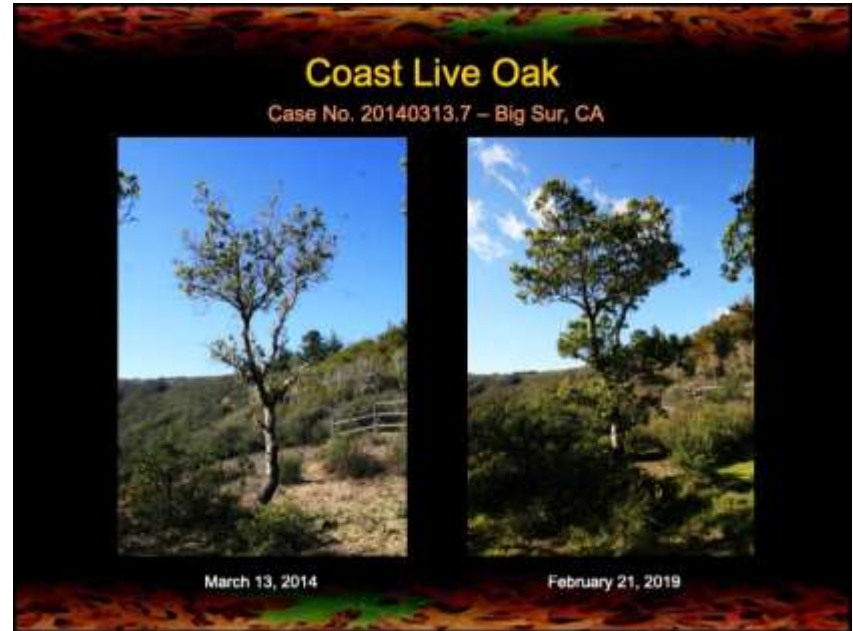 Coast Live Oak
Case No. 20140313.7 – Big Sur, CA
March 13, 2014
February 21, 2019